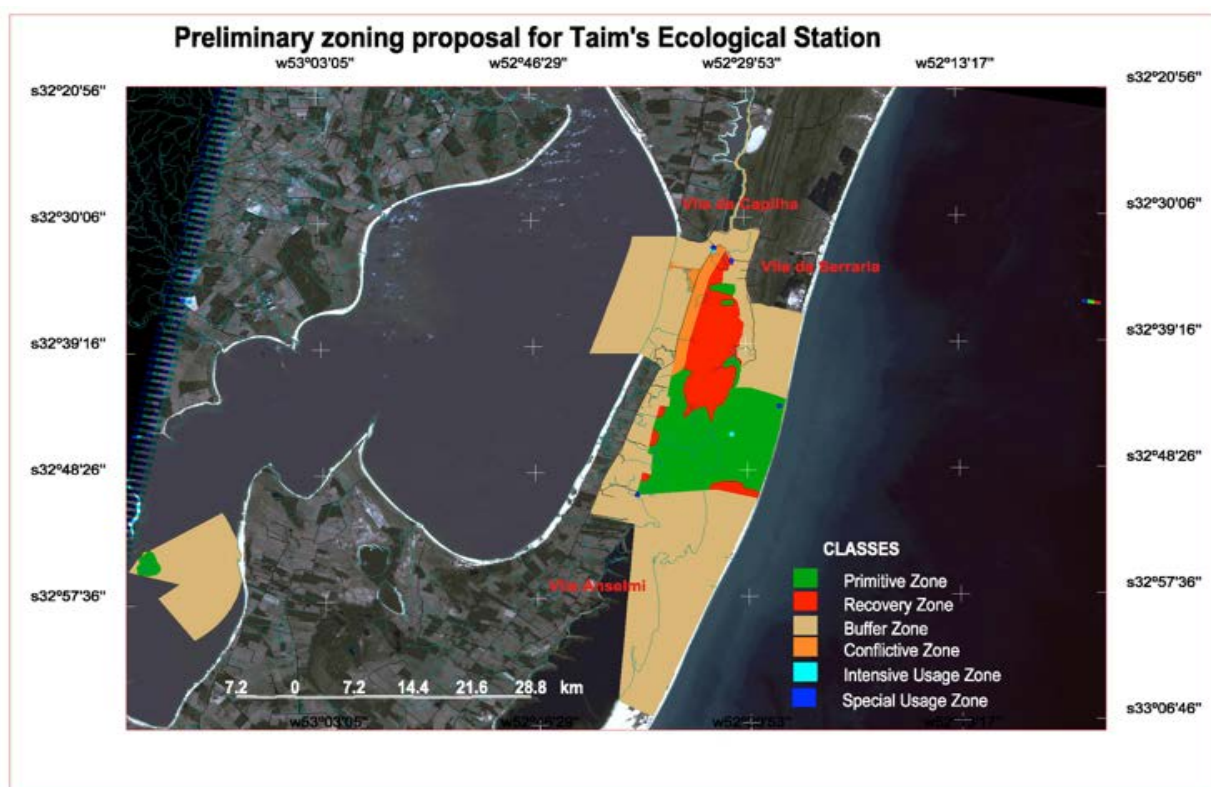 Preliminary zoning proposal for Taim's Ecological Station
w53º03'05" w52º46'29" w52º29'53" w52º13'17"
s32º20'56" s32º20'56"
Vila da Capilha
s32º30'06" s32º30'06"
Vila da Serraria
s32º39'16" s32º39'16"
s32º48'26" s32º48'26"
CLASSES
Primitive Zone
Vila Anselmi
s32º57'36" s32º57'36"
Recovery Zone
Buffer Zone
Conflictive Zone
Intensive Usage Zone
7.2 0 7.2 14.4 21.6 28.8 km
Special Usage Zone
s33º06'46"
w53º03'05"